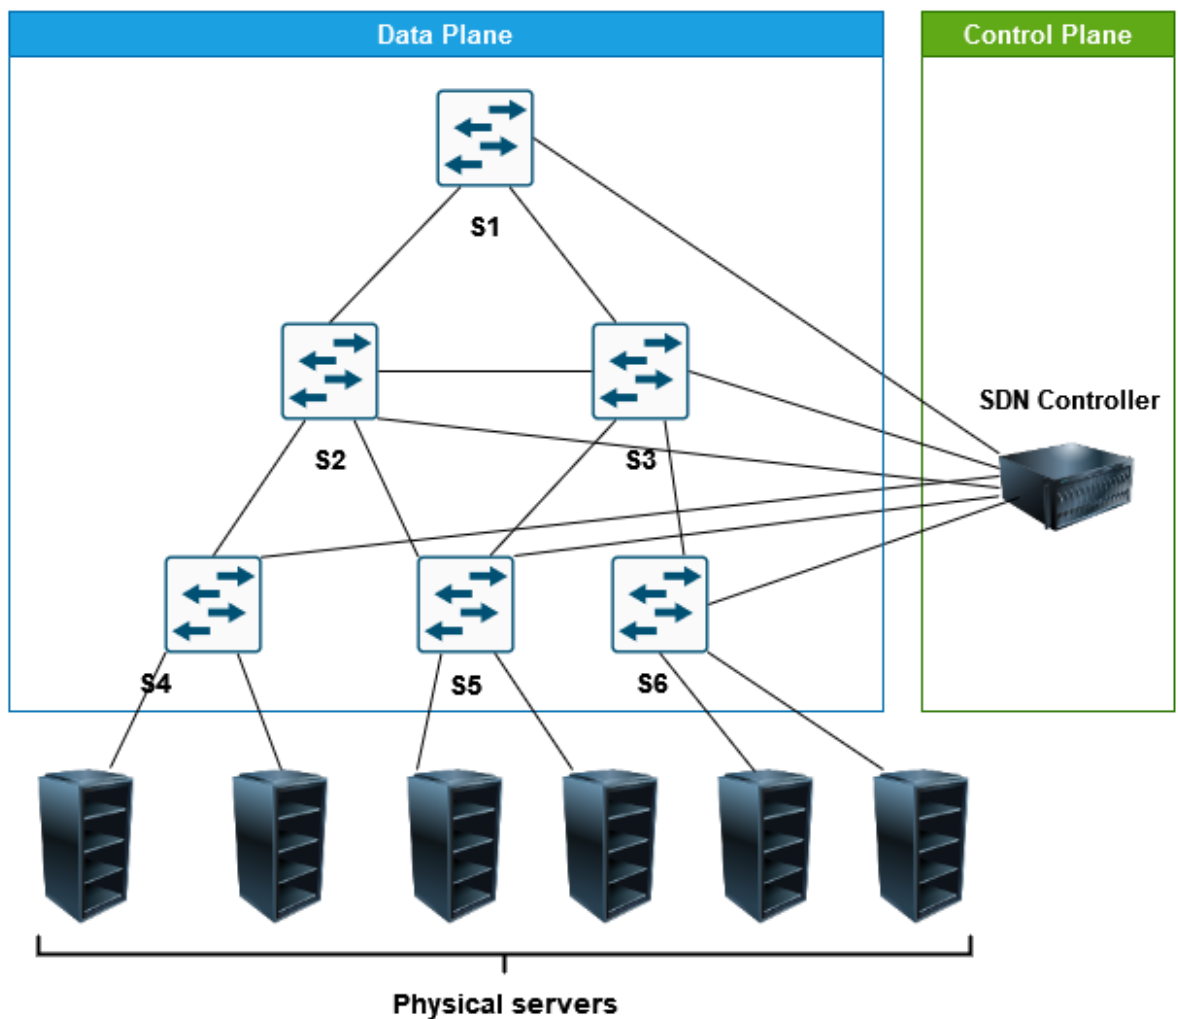 Data Plane
Control Plane
S1
SDN Controller
S2
S3
S4
S5
S6
Physical servers